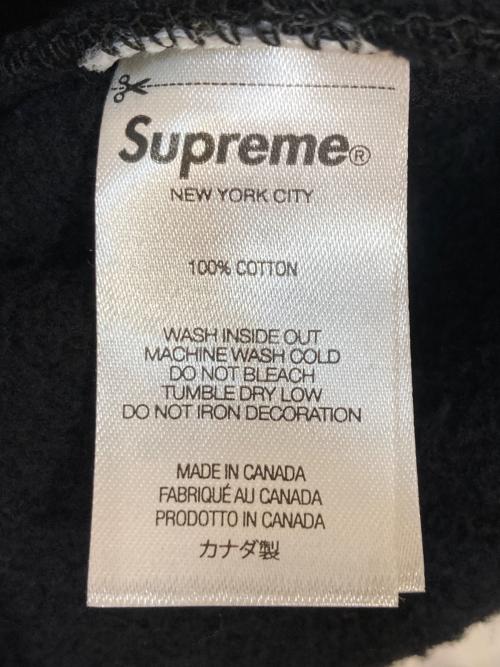 Supreme®
NEW YORK CITY
100% COTTON
WASH INSIDE OUT
MACHINE WASH COLD
DO NOT BLEACH
TUMBLE DRY LOW
DO NOT IRON DECORATION
MADE IN CANADA
FABRIQUÉ AU CANADA
PRODOTTO IN CANADA
カナダ製